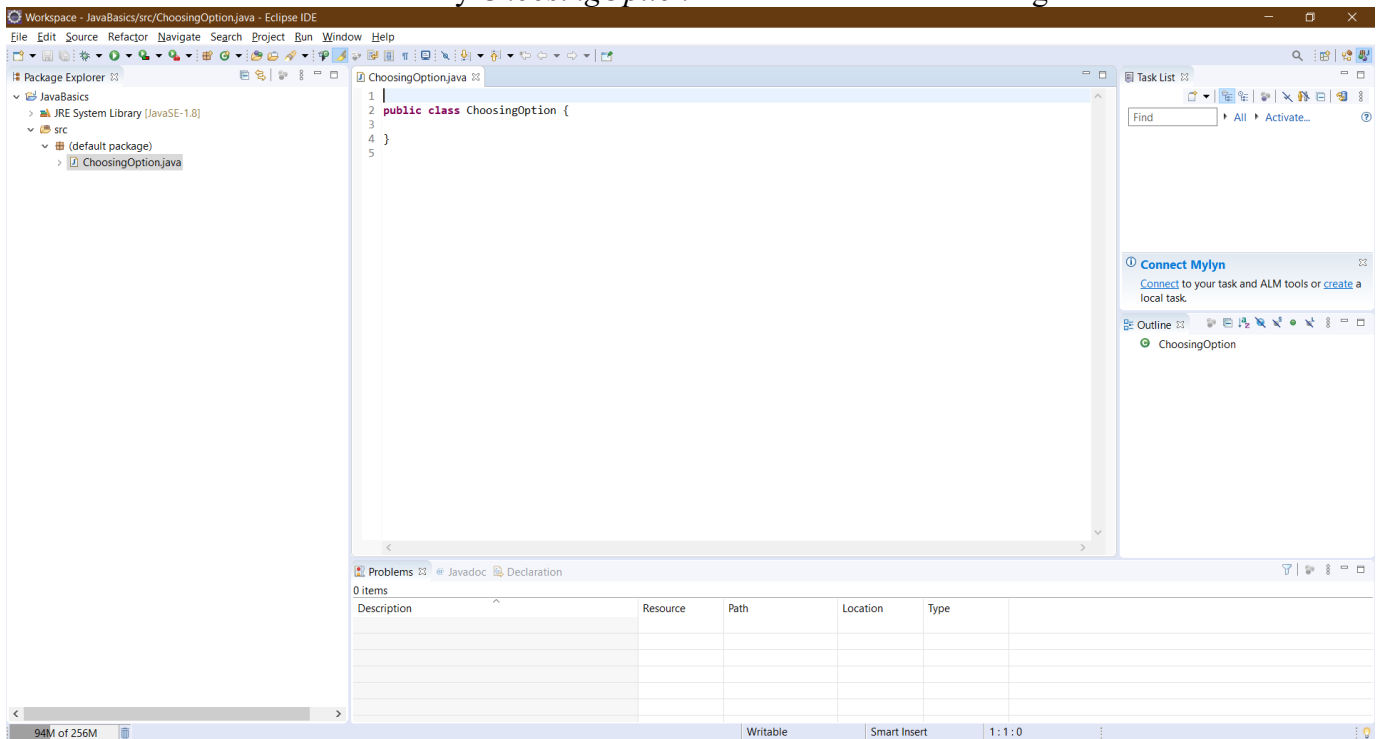 ChoosingOption
Workspace - JavaBasics/src/ChoosingOption.java - Eclipse IDE
File Edit Source Refactor Navigate Search Project Run Window Help
Package Explorer
JavaBasics
JRE System Library [JavaSE-1.8]
src
(default package)
ChoosingOption.java
ChoosingOption.java
1
2 public class ChoosingOption {
3
4 }
5
Task List
Find All Activate...
Connect Mylyn
Connect to your task and ALM tools or create a
local task.
Outline
ChoosingOption
Problems Javadoc Declaration
0 items
Description Resource Path Location Type
94M of 256M Writable Smart Insert 1 : 1 : 0